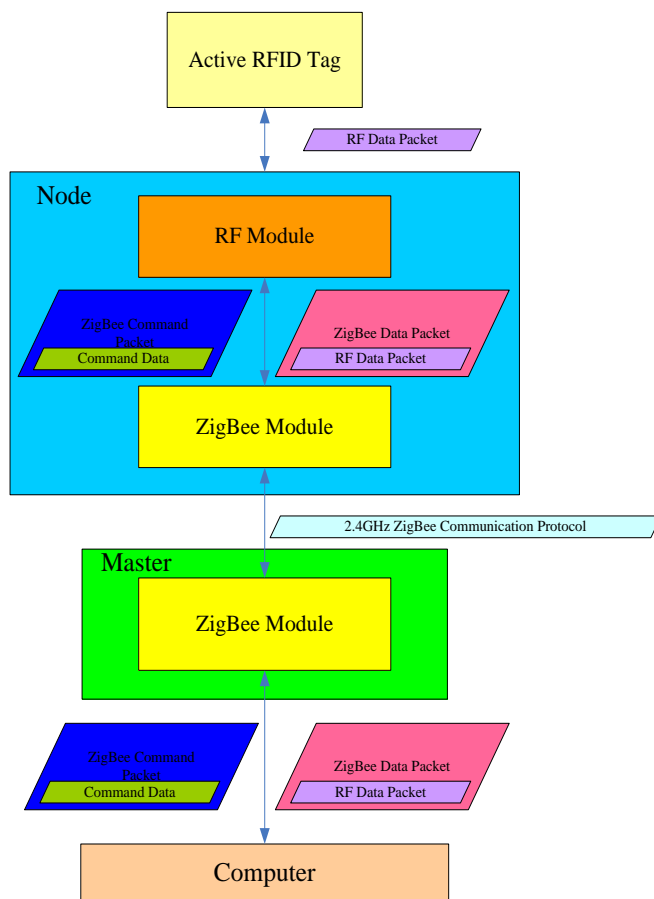 Active RFID Tag
RF Data Packet
Node
RF Module
ZigBee Command
Packet
Command Data
ZigBee Data Packet
RF Data Packet
ZigBee Module
2.4GHz ZigBee Communication Protocol
Master
ZigBee Module
ZigBee Command
Packet
Command Data
ZigBee Data Packet
RF Data Packet
Computer